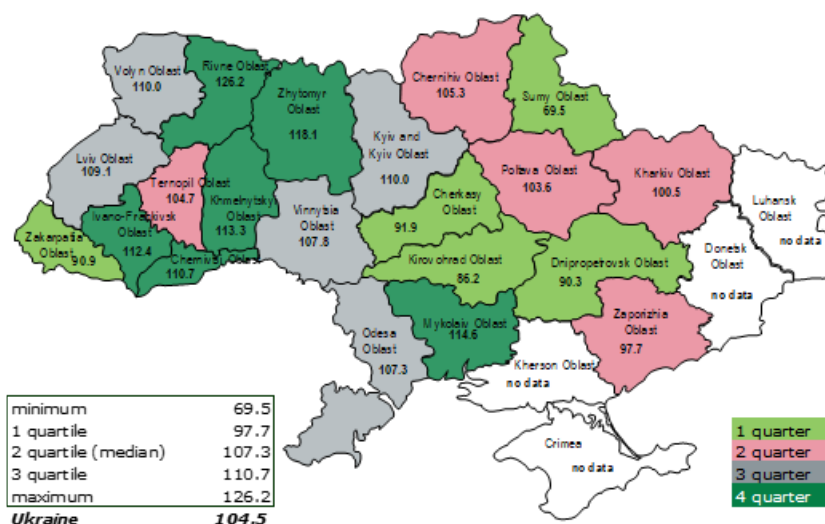 Volyn Oblast
110.0
Rivne Oblast
126.2
Zhytomyr
Oblast
118.1
Kyiv and
Kyiv Oblast
110.0
Chernihiv Oblast
105.3
Sumy Oblast
69.5
Lviv Oblast
109.1
Ternopil Oblast
104.7
Khmelnytskyi
Oblast
113.3
Vinnytsia
Oblast
107.8
Cherkasy
Oblast
91.9
Poltava Oblast
103.6
Kharkiv Oblast
100.5
Luhansk
Oblast
no data
Zakarpattia
Oblast
90.9
Ivano-Frankivsk
Oblast
112.4
Chernivtsi Oblast
110.7
Kirovohrad Oblast
86.2
Dnipropetrovsk Oblast
90.3
Donetsk
Oblast
no data
Odesa
Oblast
107.3
Mykolaiv Oblast
114.6
Zaporizhia
Oblast
97.7
Kherson Oblast
no data
Crimea
no data
minimum 69.5
1 quartile 97.7
2 quartile (median) 107.3
3 quartile 110.7
maximum 126.2
Ukraine 104.5
1 quarter
2 quarter
3 quarter
4 quarter